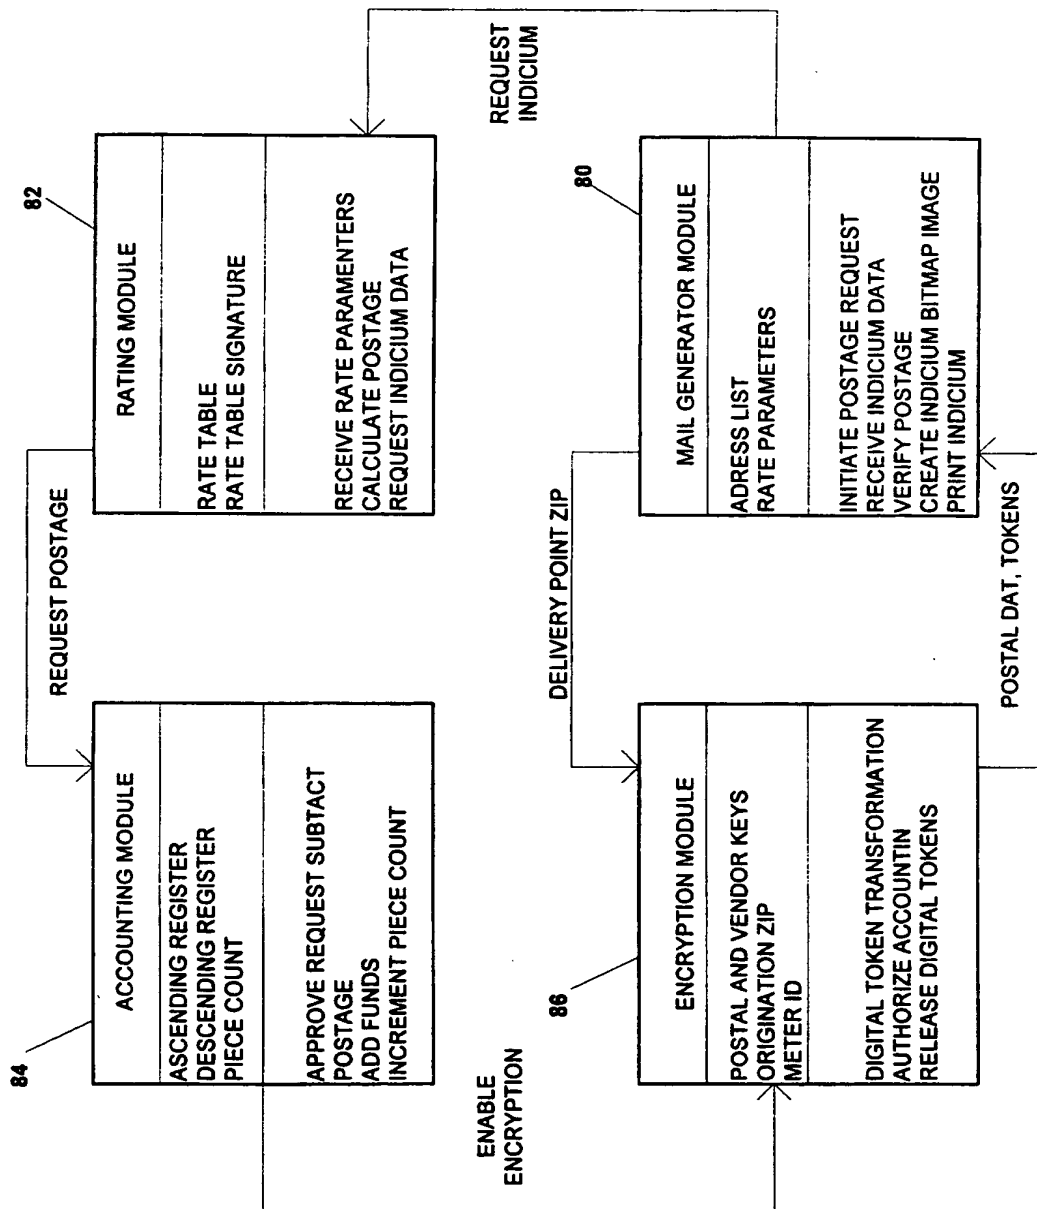 84
ACCOUNTING MODULE
ASCENDING REGISTER
DESCENDING REGISTER
PIECE COUNT
APPROVE REQUEST SUBTACT
POSTAGE
ADD FUNDS
INCREMENT PIECE COUNT
REQUEST POSTAGE
82
RATING MODULE
RATE TABLE
RATE TABLE SIGNATURE
RECEIVE RATE PARAMENTERS
CALCULATE POSTAGE
REQUEST INDICIUM DATA
ENABLE
ENCRYPTION
REQUEST
INDICIUM
86
ENCRYPTION MODULE
POSTAL AND VENDOR KEYS
ORIGINATION ZIP
METER ID
DIGITAL TOKEN TRANSFORMATION
AUTHORIZE ACCOUNTIN
RELEASE DIGITAL TOKENS
DELIVERY POINT ZIP
80
MAIL GENERATOR MODULE
ADRESS LIST
RATE PARAMETERS
INITIATE POSTAGE REQUEST
RECEIVE INDICIUM DATA
VERIFY POSTAGE
CREATE INDICIUM BITMAP IMAGE
PRINT INDICIUM
POSTAL DAT, TOKENS